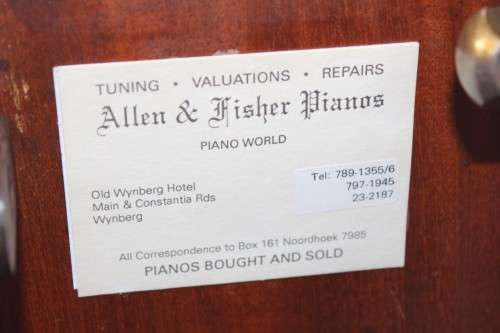 TUNING • VALUATIONS • REPAIRS
Allen & Fisher Pianos
PIANO WORLD
Old Wynberg Hotel
Main & Constantia Rds
Wynberg
Tel: 789-1355/6
797-1945
23-2187
All Correspondence to Box 161 Noordhoek 7985
PIANOS BOUGHT AND SOLD